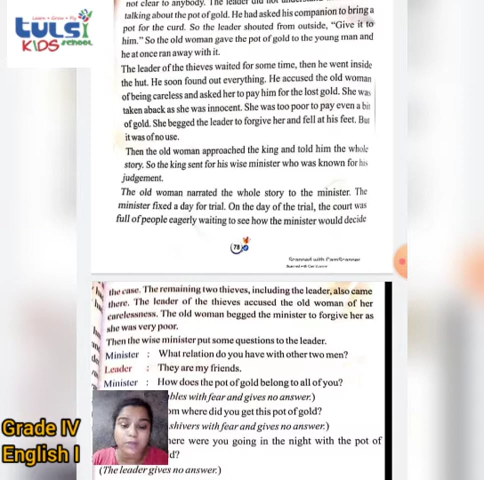 not clear to anybody. The leader did not
talking about the pot of gold. He had asked his companion to bring a
pot for the curd. So the leader shouted from outside, "Give it to
him." So the old woman gave the pot of gold to the young man and
he at once ran away with it.
The leader of the thieves waited for some time, then he went inside
the hut. He soon found out everything. He accused the old woman
of being careless and asked her to pay him for the lost gold. She was
taken aback as she was innocent. She was too poor to pay even a bit
of gold. She begged the leader to forgive her and fell at his feet. But
it was of no use.
Then the old woman approached the king and told him the whole
story. So the king sent for his wise minister who was known for his
judgement.
The old woman narrated the whole story to the minister. The
minister fixed a day for trial. On the day of the trial, the court was
full of people eagerly waiting to see how the minister would decide
78
Scanned with CamScanner
the case. The remaining two thieves, including the leader, also came
there. The leader of the thieves accused the old woman of her
carelessness. The old woman begged the minister to forgive her as
she was very poor.
Then the wise minister put some questions to the leader.
Minister : What relation do you have with other two men?
Leader : They are my friends.
Minister : How does the pot of gold belong to all of you?
bles with fear and gives no answer.)
om where did you get this pot of gold?
shivers with fear and gives no answer.)
here were you going in the night with the pot of
d?
(The leader gives no answer.)
Learn • Grow • Fly
TULSI
KIDS school
Grade IV
English I